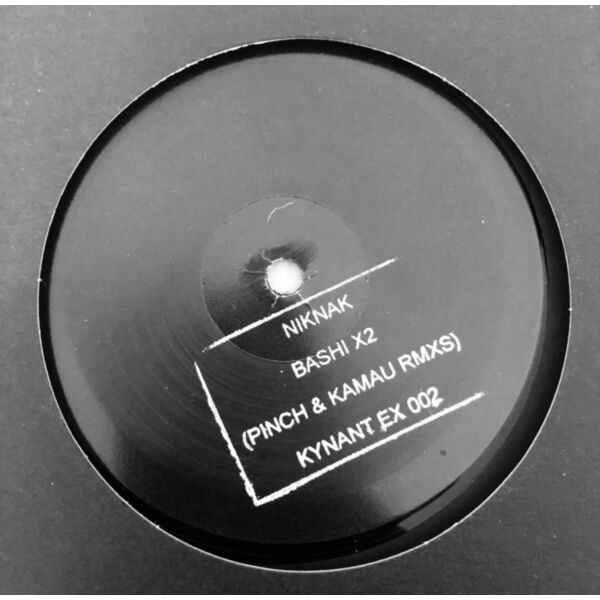 NIKNAK
BASHI X2
(PINCH & KAMAU RMXS)
KYNANT EX 002